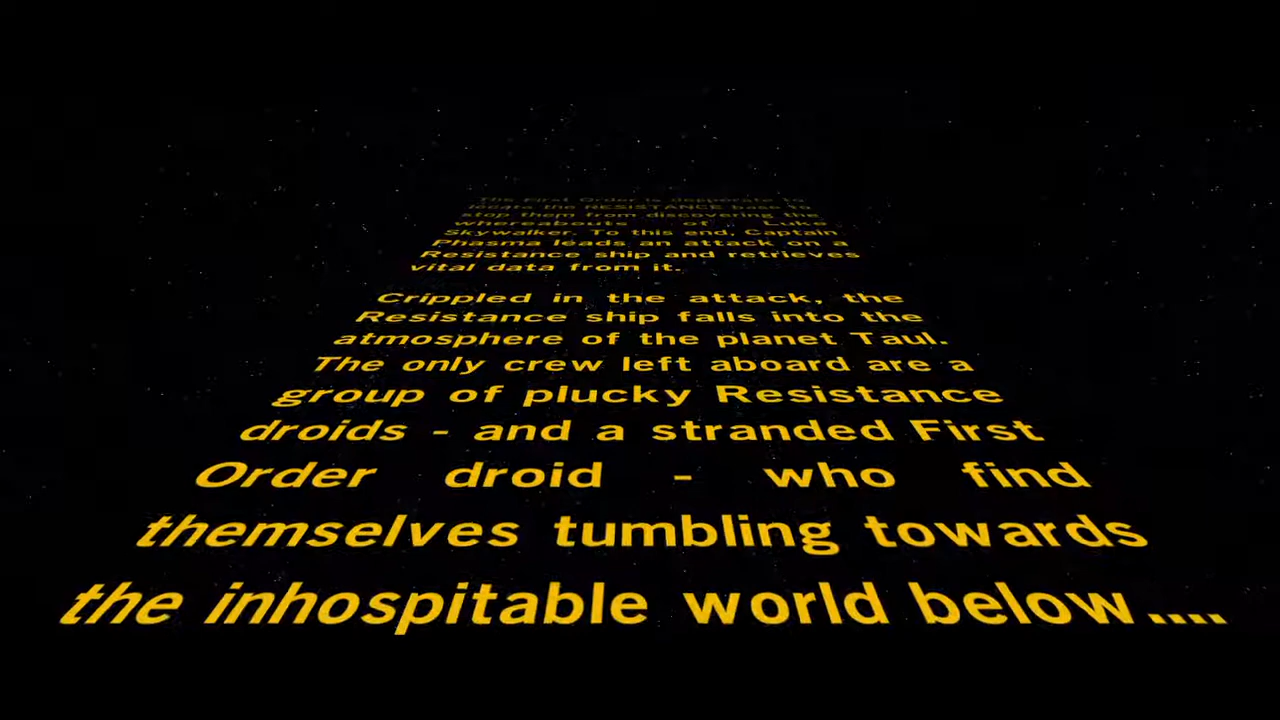 The First Order is desperate to
locate the RESISTANCE base to
stop them from discovering the
whereabouts of Luke
Skywalker. To this end, Captain
Phasma leads an attack on a
Resistance ship and retrieves
vital data from it.
Crippled in the attack, the
Resistance ship falls into the
atmosphere of the planet Taul.
The only crew left aboard are a
group of plucky Resistance
droids - and a stranded First
Order droid - who find
themselves tumbling towards
the inhospitable world below....